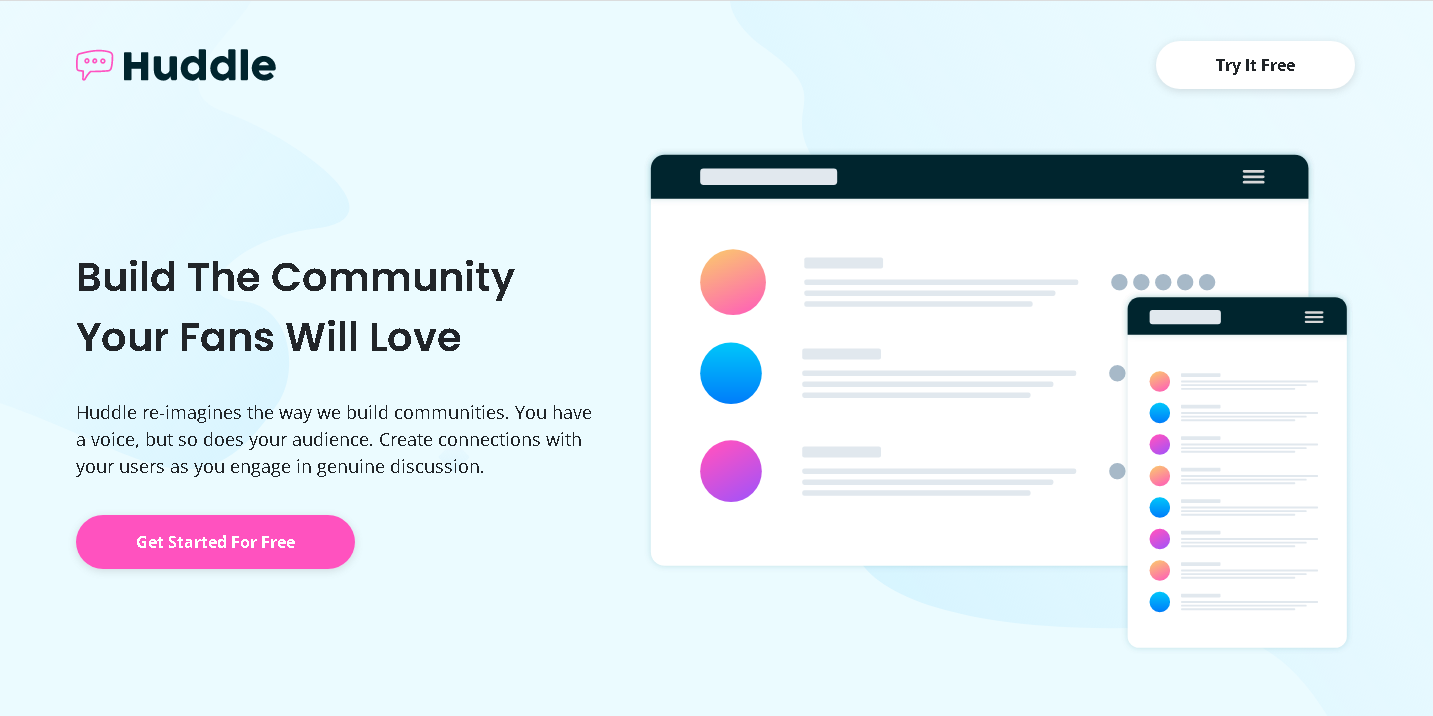 Huddle
Try It Free
Build The Community
Your Fans Will Love
Huddle re-imagines the way we build communities. You have
a voice, but so does your audience. Create connections with
your users as you engage in genuine discussion.
Get Started For Free